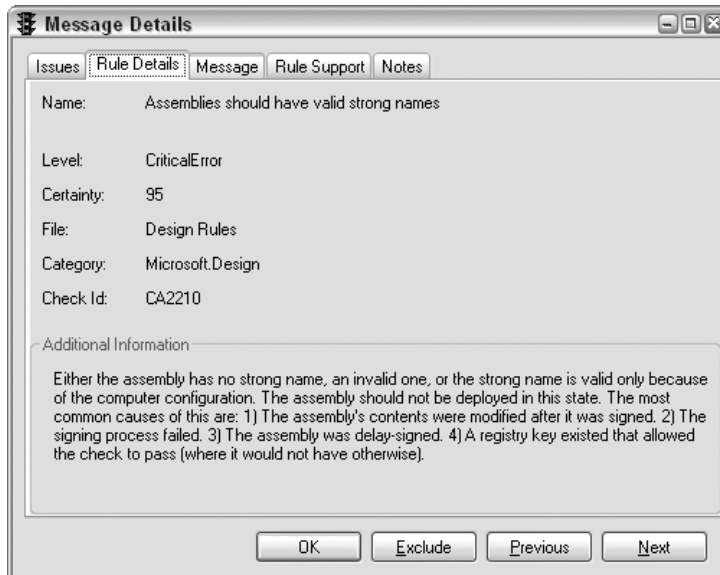 Message Details
Issues Rule Details Message Rule Support Notes
Name: Assemblies should have valid strong names
Level: CriticalError
Certainty: 95
File: Design Rules
Category: Microsoft.Design
Check Id: CA2210
Additional Information
Either the assembly has no strong name, an invalid one, or the strong name is valid only because
of the computer configuration. The assembly should not be deployed in this state. The most
common causes of this are: 1) The assembly's contents were modified after it was signed. 2) The
signing process failed. 3) The assembly was delay-signed. 4) A registry key existed that allowed
the check to pass (where it would not have otherwise).
OK Exclude Previous Next